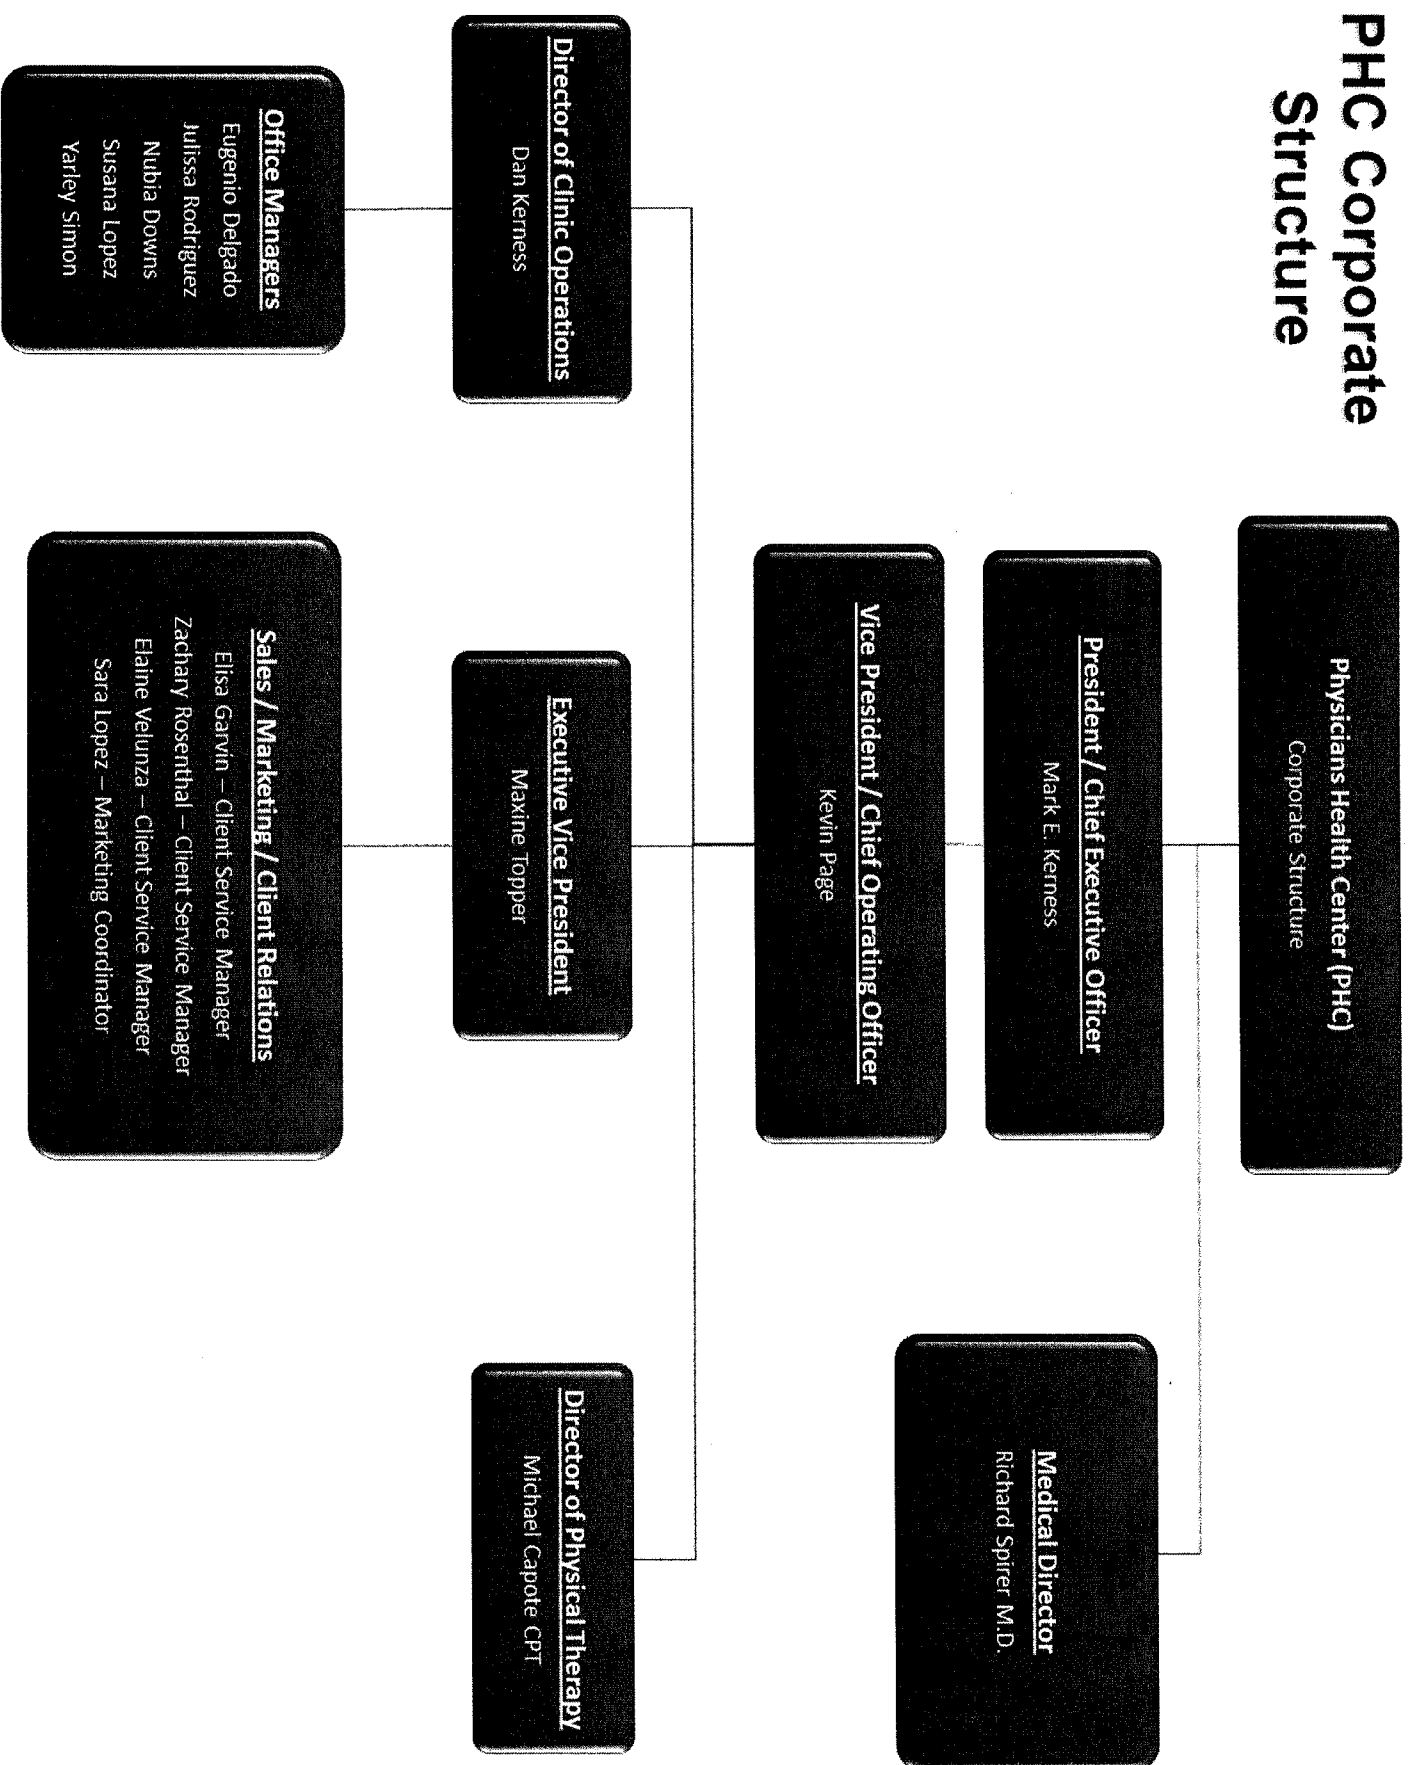 PHC Corporate
Structure
Physicians Health Center (PHC)
Corporate Structure
President / Chief Executive Officer
Mark E. Kerness
Medical Director
Richard Spirer M.D.
Vice President / Chief Operating Officer
Kevin Page
Director of Clinic Operations
Dan Kerness
Executive Vice President
Maxine Topper
Director of Physical Therapy
Michael Capote CPT
Office Managers
Eugenio Delgado
Julissa Rodriguez
Nubia Downs
Susana Lopez
Yarley Simon
Sales / Marketing / Client Relations
Elisa Garvin – Client Service Manager
Zachary Rosenthal – Client Service Manager
Elaine Velunza – Client Service Manager
Sara Lopez – Marketing Coordinator